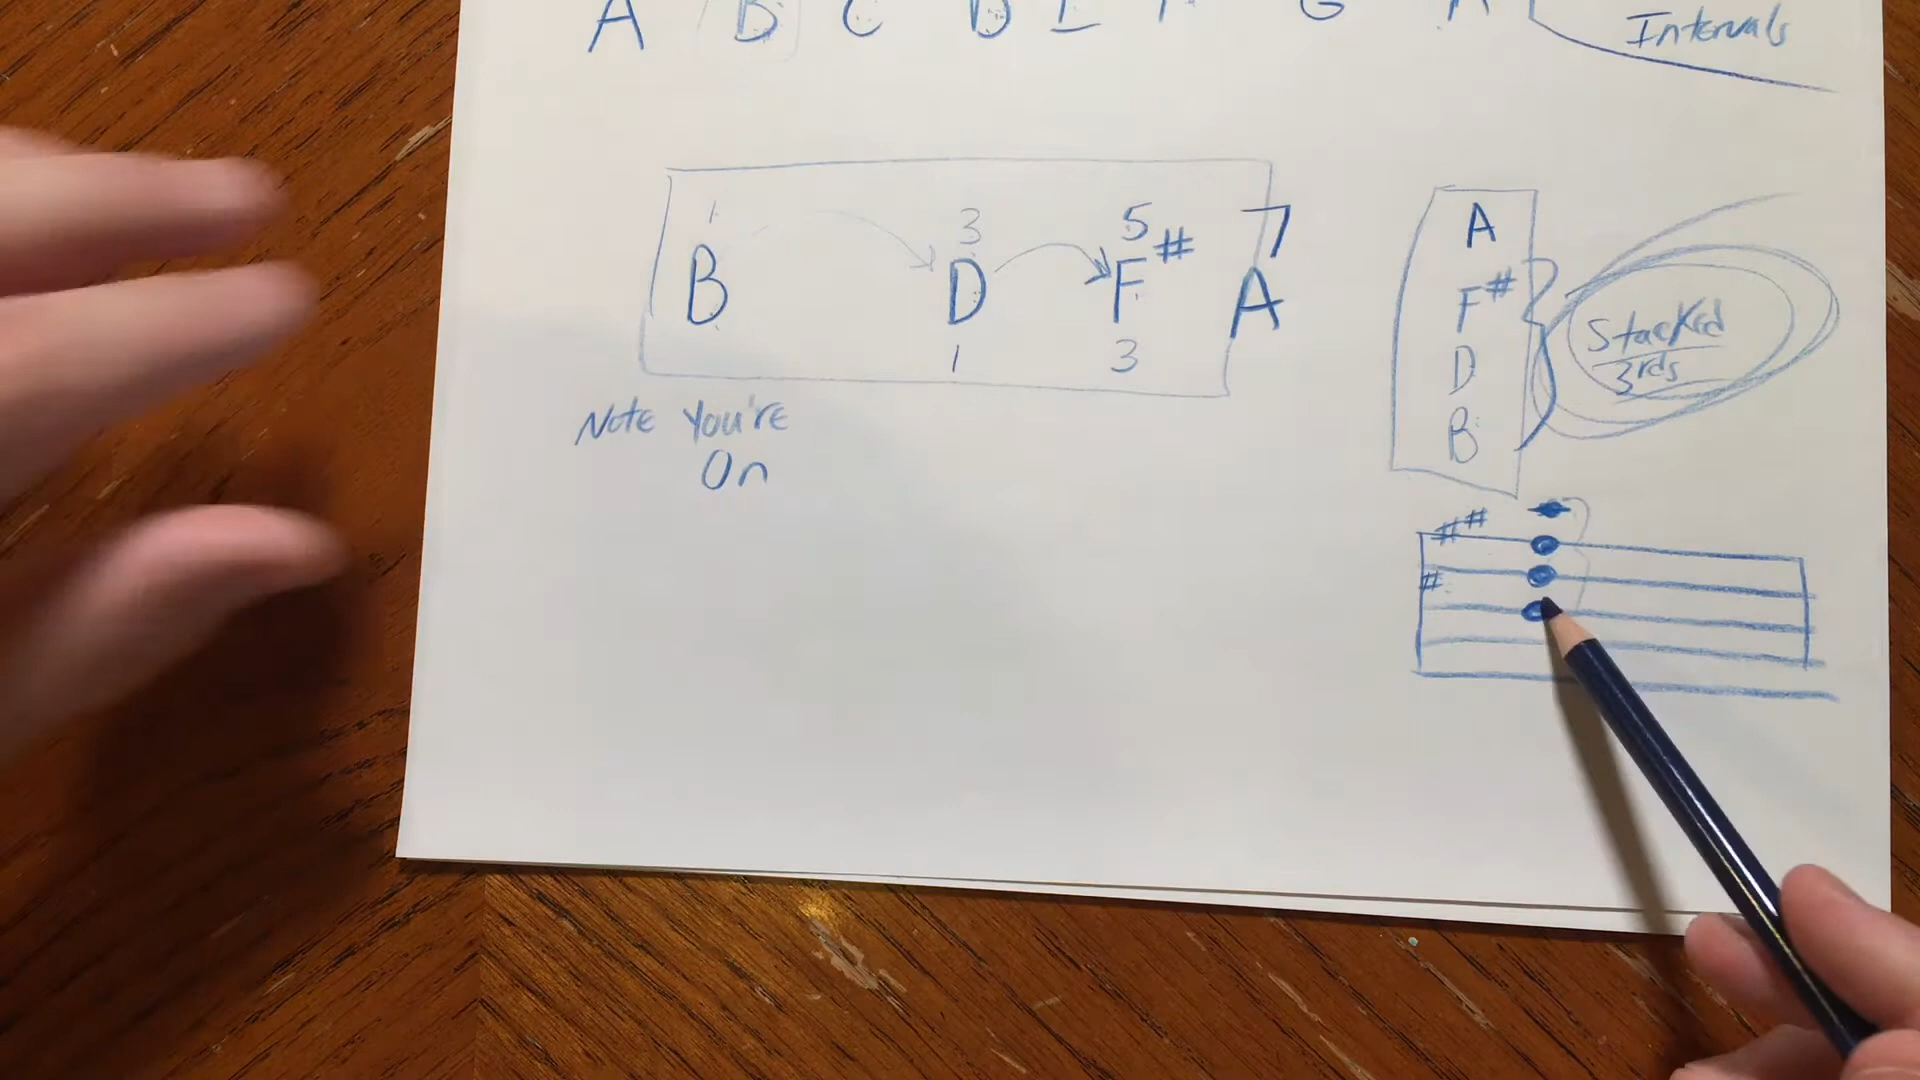 A B C D E F G A
Intervals
1 3 5 7
B D F# A
1 3
Note You're
On
A
F#
D
B
Stacked
3rds
# #
#